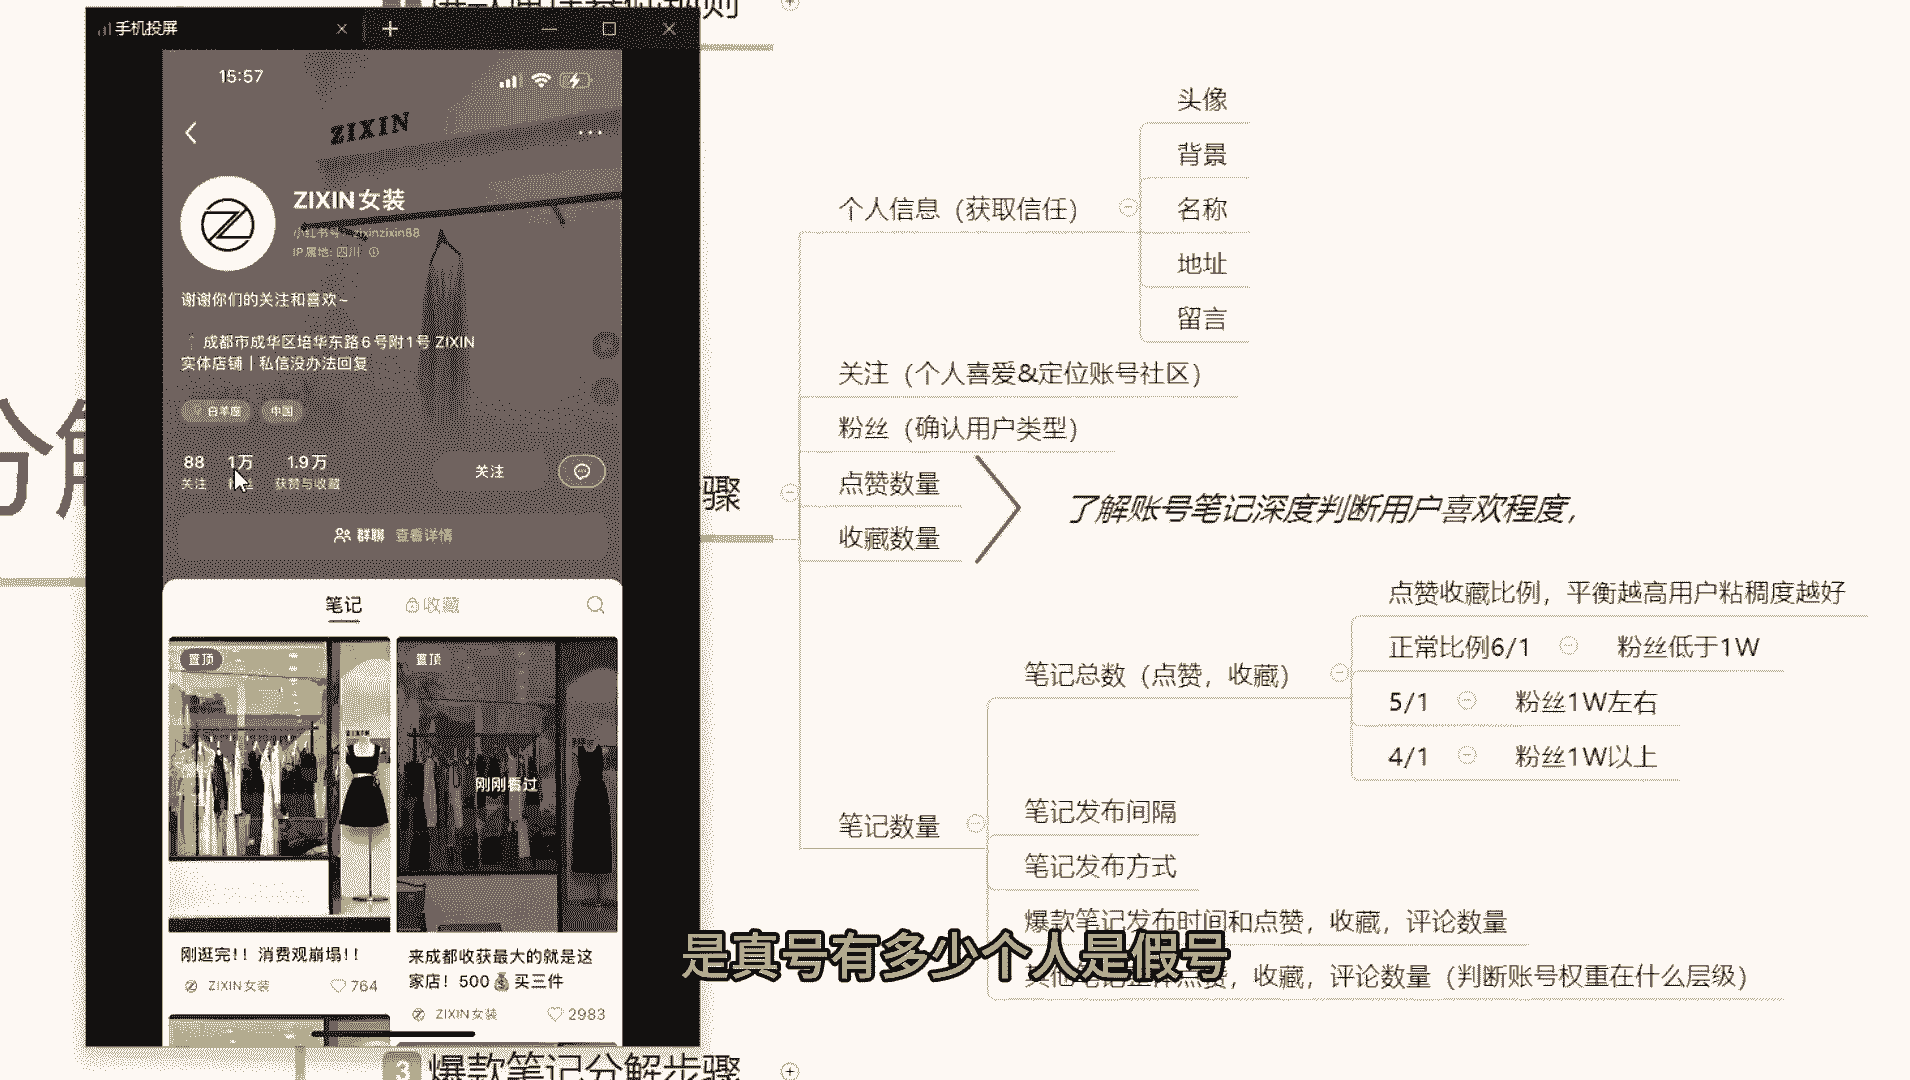 手机投屏
15:57
ZIXIN
ZIXIN女装
小红书号：zixinzixin88
IP属地: 四川
谢谢你们的关注和喜欢~
成都市成华区培华东路6号附1号 ZIXIN
实体店铺｜私信没办法回复
白羊座
中国
88
1万
1.9万
关注
获赞与收藏
关注
群聊 查看详情
笔记
收藏
置顶
置顶
刚刚看过
刚逛完!! 消费观崩塌!!
ZIXIN女装
764
来成都收获最大的就是这
家店! 500💰买三件
ZIXIN女装
2983
分解
骤
头像
背景
个人信息（获取信任）
名称
地址
留言
关注（个人喜爱&定位账号社区）
粉丝（确认用户类型）
点赞数量
收藏数量
了解账号笔记深度判断用户喜欢程度，
点赞收藏比例，平衡越高用户粘稠度越好
正常比例6/1
粉丝低于1W
笔记总数（点赞，收藏）
5/1
粉丝1W左右
4/1
粉丝1W以上
笔记数量
笔记发布间隔
笔记发布方式
爆款笔记发布时间和点赞，收藏，评论数量
点赞，收藏，评论数量（判断账号权重在什么层级）
是真号有多少个人是假号
3 爆款笔记分解步骤